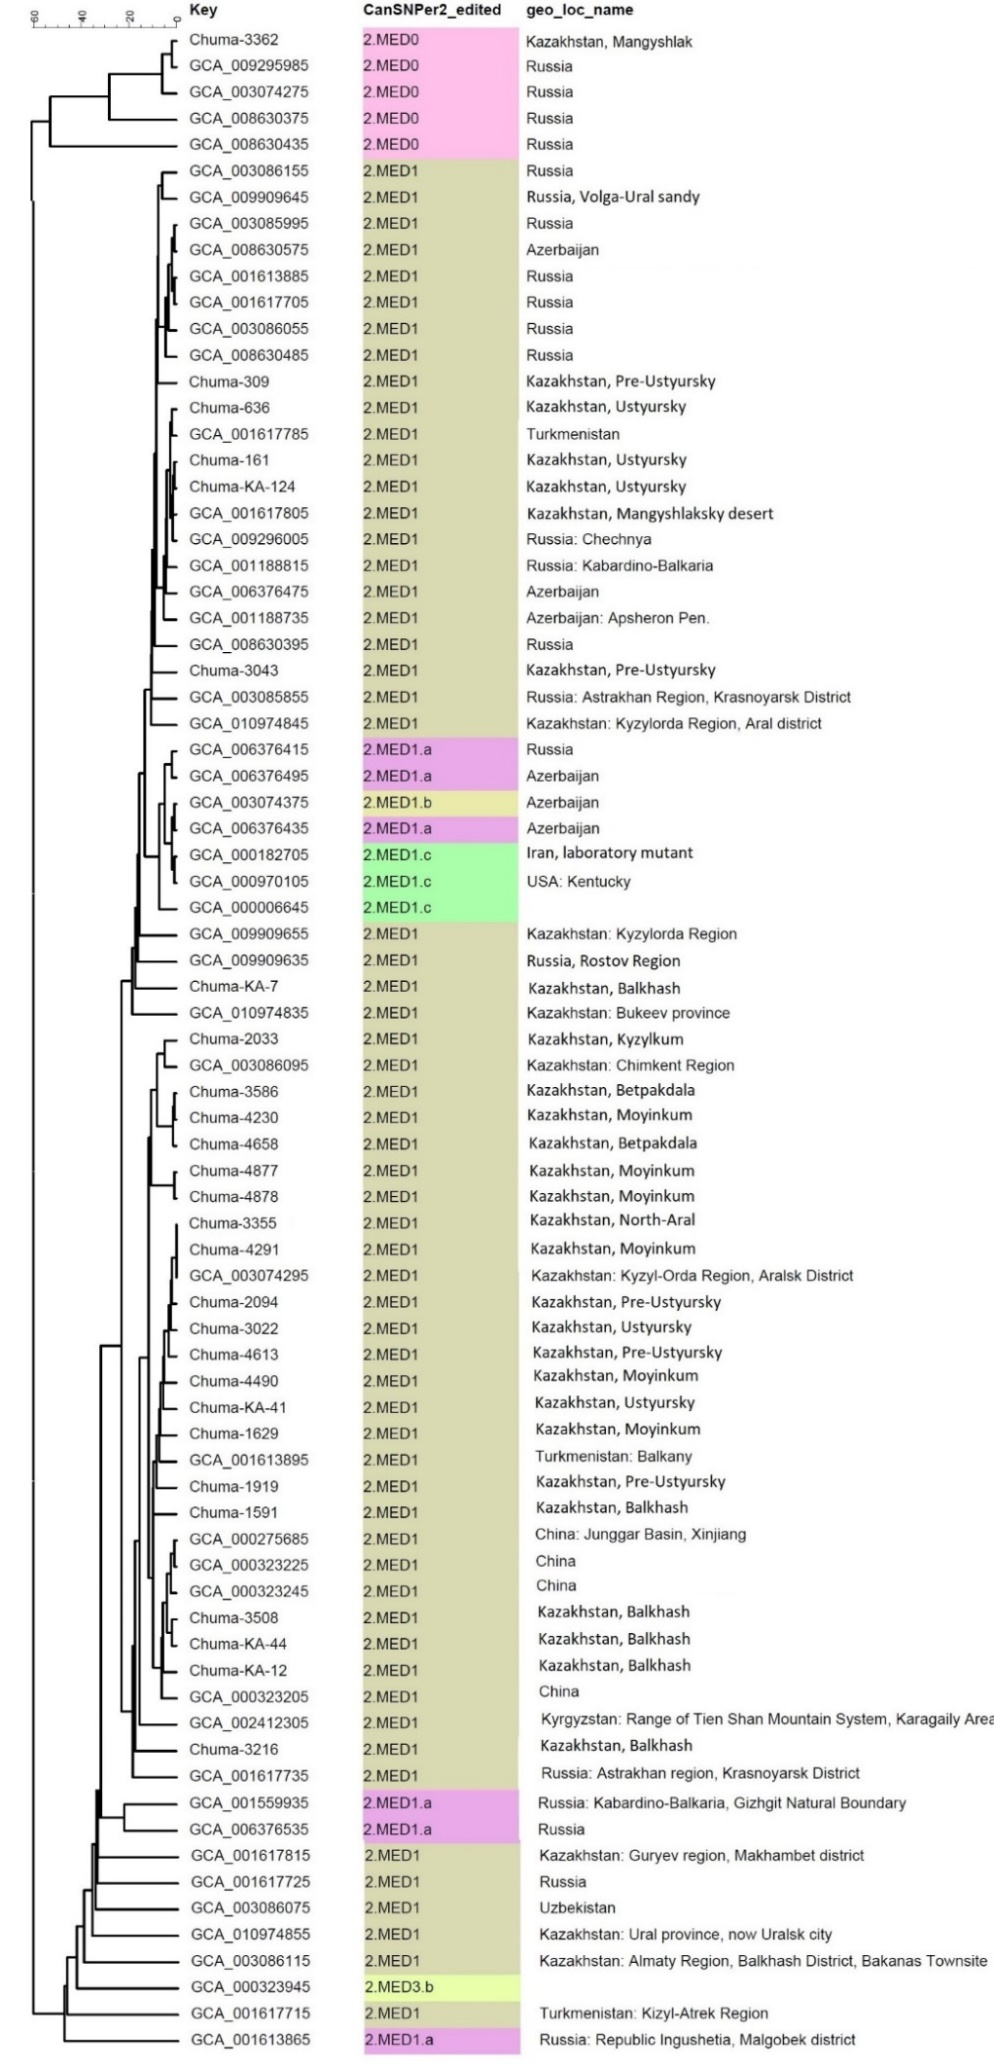 -60 -40 -20 0 Key CanSNPer2_edited geo_loc_name
Chuma-3362 2.MED0 Kazakhstan, Mangyshlak
GCA_009295985 2.MED0 Russia
GCA_003074275 2.MED0 Russia
GCA_008630375 2.MED0 Russia
GCA_008630435 2.MED0 Russia
GCA_003086155 2.MED1 Russia
GCA_009909645 2.MED1 Russia, Volga-Ural sandy
GCA_003085995 2.MED1 Russia
GCA_008630575 2.MED1 Azerbaijan
GCA_001613885 2.MED1 Russia
GCA_001617705 2.MED1 Russia
GCA_003086055 2.MED1 Russia
GCA_008630485 2.MED1 Russia
Chuma-309 2.MED1 Kazakhstan, Pre-Ustyursky
Chuma-636 2.MED1 Kazakhstan, Ustyursky
GCA_001617785 2.MED1 Turkmenistan
Chuma-161 2.MED1 Kazakhstan, Ustyursky
Chuma-KA-124 2.MED1 Kazakhstan, Ustyursky
GCA_001617805 2.MED1 Kazakhstan, Mangyshlaksky desert
GCA_009296005 2.MED1 Russia: Chechnya
GCA_001188815 2.MED1 Russia: Kabardino-Balkaria
GCA_006376475 2.MED1 Azerbaijan
GCA_001188735 2.MED1 Azerbaijan: Apsheron Pen.
GCA_008630395 2.MED1 Russia
Chuma-3043 2.MED1 Kazakhstan, Pre-Ustyursky
GCA_003085855 2.MED1 Russia: Astrakhan Region, Krasnoyarsk District
GCA_010974845 2.MED1 Kazakhstan: Kyzylorda Region, Aral district
GCA_006376415 2.MED1.a Russia
GCA_006376495 2.MED1.a Azerbaijan
GCA_003074375 2.MED1.b Azerbaijan
GCA_006376435 2.MED1.a Azerbaijan
GCA_000182705 2.MED1.c Iran, laboratory mutant
GCA_000970105 2.MED1.c USA: Kentucky
GCA_000006645 2.MED1.c
GCA_009909655 2.MED1 Kazakhstan: Kyzylorda Region
GCA_009909635 2.MED1 Russia, Rostov Region
Chuma-KA-7 2.MED1 Kazakhstan, Balkhash
GCA_010974835 2.MED1 Kazakhstan: Bukeev province
Chuma-2033 2.MED1 Kazakhstan, Kyzylkum
GCA_003086095 2.MED1 Kazakhstan: Chimkent Region
Chuma-3586 2.MED1 Kazakhstan, Betpakdala
Chuma-4230 2.MED1 Kazakhstan, Moyinkum
Chuma-4658 2.MED1 Kazakhstan, Betpakdala
Chuma-4877 2.MED1 Kazakhstan, Moyinkum
Chuma-4878 2.MED1 Kazakhstan, Moyinkum
Chuma-3355 2.MED1 Kazakhstan, North-Aral
Chuma-4291 2.MED1 Kazakhstan, Moyinkum
GCA_003074295 2.MED1 Kazakhstan: Kyzyl-Orda Region, Aralsk District
Chuma-2094 2.MED1 Kazakhstan, Pre-Ustyursky
Chuma-3022 2.MED1 Kazakhstan, Ustyursky
Chuma-4613 2.MED1 Kazakhstan, Pre-Ustyursky
Chuma-4490 2.MED1 Kazakhstan, Moyinkum
Chuma-KA-41 2.MED1 Kazakhstan, Ustyursky
Chuma-1629 2.MED1 Kazakhstan, Moyinkum
GCA_001613895 2.MED1 Turkmenistan: Balkany
Chuma-1919 2.MED1 Kazakhstan, Pre-Ustyursky
Chuma-1591 2.MED1 Kazakhstan, Balkhash
GCA_000275685 2.MED1 China: Junggar Basin, Xinjiang
GCA_000323225 2.MED1 China
GCA_000323245 2.MED1 China
Chuma-3508 2.MED1 Kazakhstan, Balkhash
Chuma-KA-44 2.MED1 Kazakhstan, Balkhash
Chuma-KA-12 2.MED1 Kazakhstan, Balkhash
GCA_000323205 2.MED1 China
GCA_002412305 2.MED1 Kyrgyzstan: Range of Tien Shan Mountain System, Karagaily Area
Chuma-3216 2.MED1 Kazakhstan, Balkhash
GCA_001617735 2.MED1 Russia: Astrakhan region, Krasnoyarsk District
GCA_001559935 2.MED1.a Russia: Kabardino-Balkaria, Gizhgit Natural Boundary
GCA_006376535 2.MED1.a Russia
GCA_001617815 2.MED1 Kazakhstan: Guryev region, Makhambet district
GCA_001617725 2.MED1 Russia
GCA_003086075 2.MED1 Uzbekistan
GCA_010974855 2.MED1 Kazakhstan: Ural province, now Uralsk city
GCA_003086115 2.MED1 Kazakhstan: Almaty Region, Balkhash District, Bakanas Townsite
GCA_000323945 2.MED3.b
GCA_001617715 2.MED1 Turkmenistan: Kizyl-Atrek Region
GCA_001613865 2.MED1.a Russia: Republic Ingushetia, Malgobek district